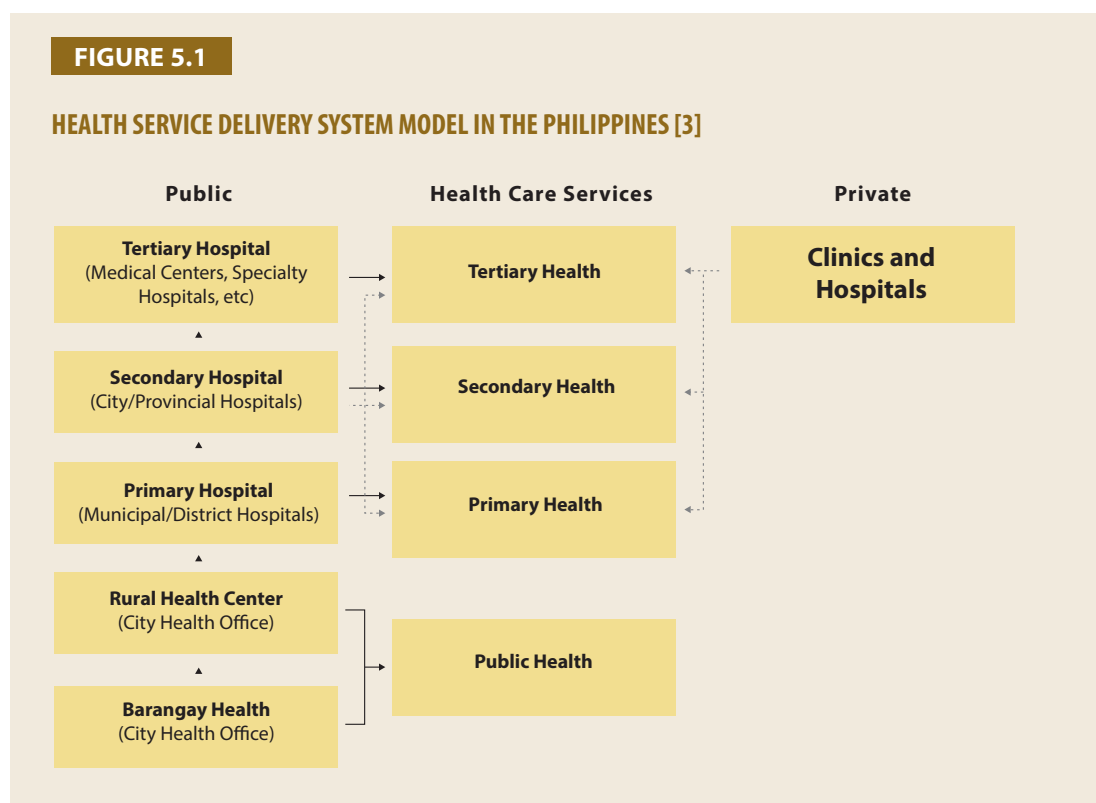 FIGURE 5.1
HEALTH SERVICE DELIVERY SYSTEM MODEL IN THE PHILIPPINES [3]
Public
Health Care Services
Private
Tertiary Hospital
(Medical Centers, Specialty
Hospitals, etc)
Tertiary Health
Clinics and
Hospitals
Secondary Hospital
(City/Provincial Hospitals)
Secondary Health
Primary Hospital
(Municipal/District Hospitals)
Primary Health
Rural Health Center
(City Health Office)
Public Health
Barangay Health
(City Health Office)